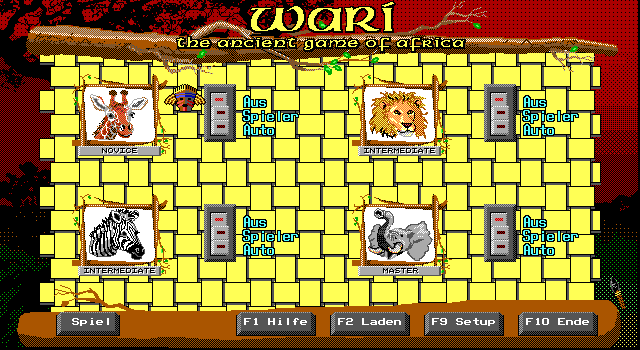 Wari
the ancient game of africa
Aus
Spieler
Auto
NOVICE
Aus
Spieler
Auto
INTERMEDIATE
Aus
Spieler
Auto
INTERMEDIATE
Aus
Spieler
Auto
MASTER
Spiel
F1 Hilfe
F2 Laden
F9 Setup
F10 Ende